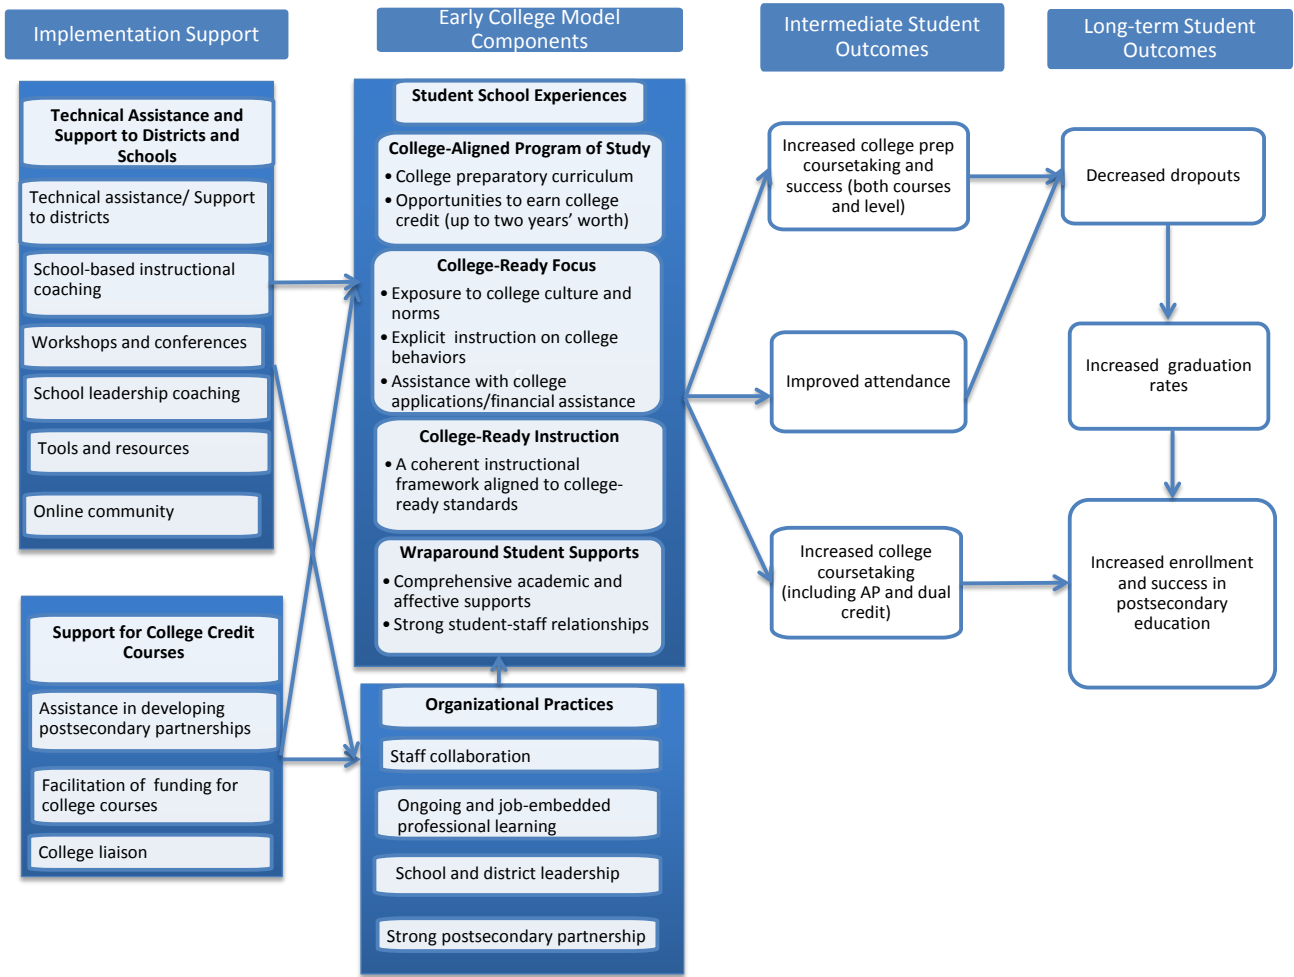 Implementation Support
Early College Model
Components
Intermediate Student
Outcomes
Long-term Student
Outcomes
Technical Assistance and
Support to Districts and
Schools
Technical assistance/ Support
to districts
School-based instructional
coaching
Workshops and conferences
School leadership coaching
Tools and resources
Online community
Support for College Credit
Courses
Assistance in developing
postsecondary partnerships
Facilitation of  funding for
college courses
College liaison
Student School Experiences
College-Aligned Program of Study
• College preparatory curriculum
• Opportunities to earn college
credit (up to two years’ worth)
College-Ready Focus
• Exposure to college culture and
norms
• Explicit  instruction on college
behaviors
• Assistance with college
applications/financial assistance
College-Ready Instruction
• A coherent instructional
framework aligned to college-
ready standards
Wraparound Student Supports
• Comprehensive academic and
affective supports
• Strong student-staff relationships
Organizational Practices
Staff collaboration
Ongoing and job-embedded
professional learning
School and district leadership
Strong postsecondary partnership
Increased college prep
coursetaking and
success (both courses
and level)
Improved attendance
Increased college
coursetaking
(including AP and dual
credit)
Decreased dropouts
Increased  graduation
rates
Increased enrollment
and success in
postsecondary
education